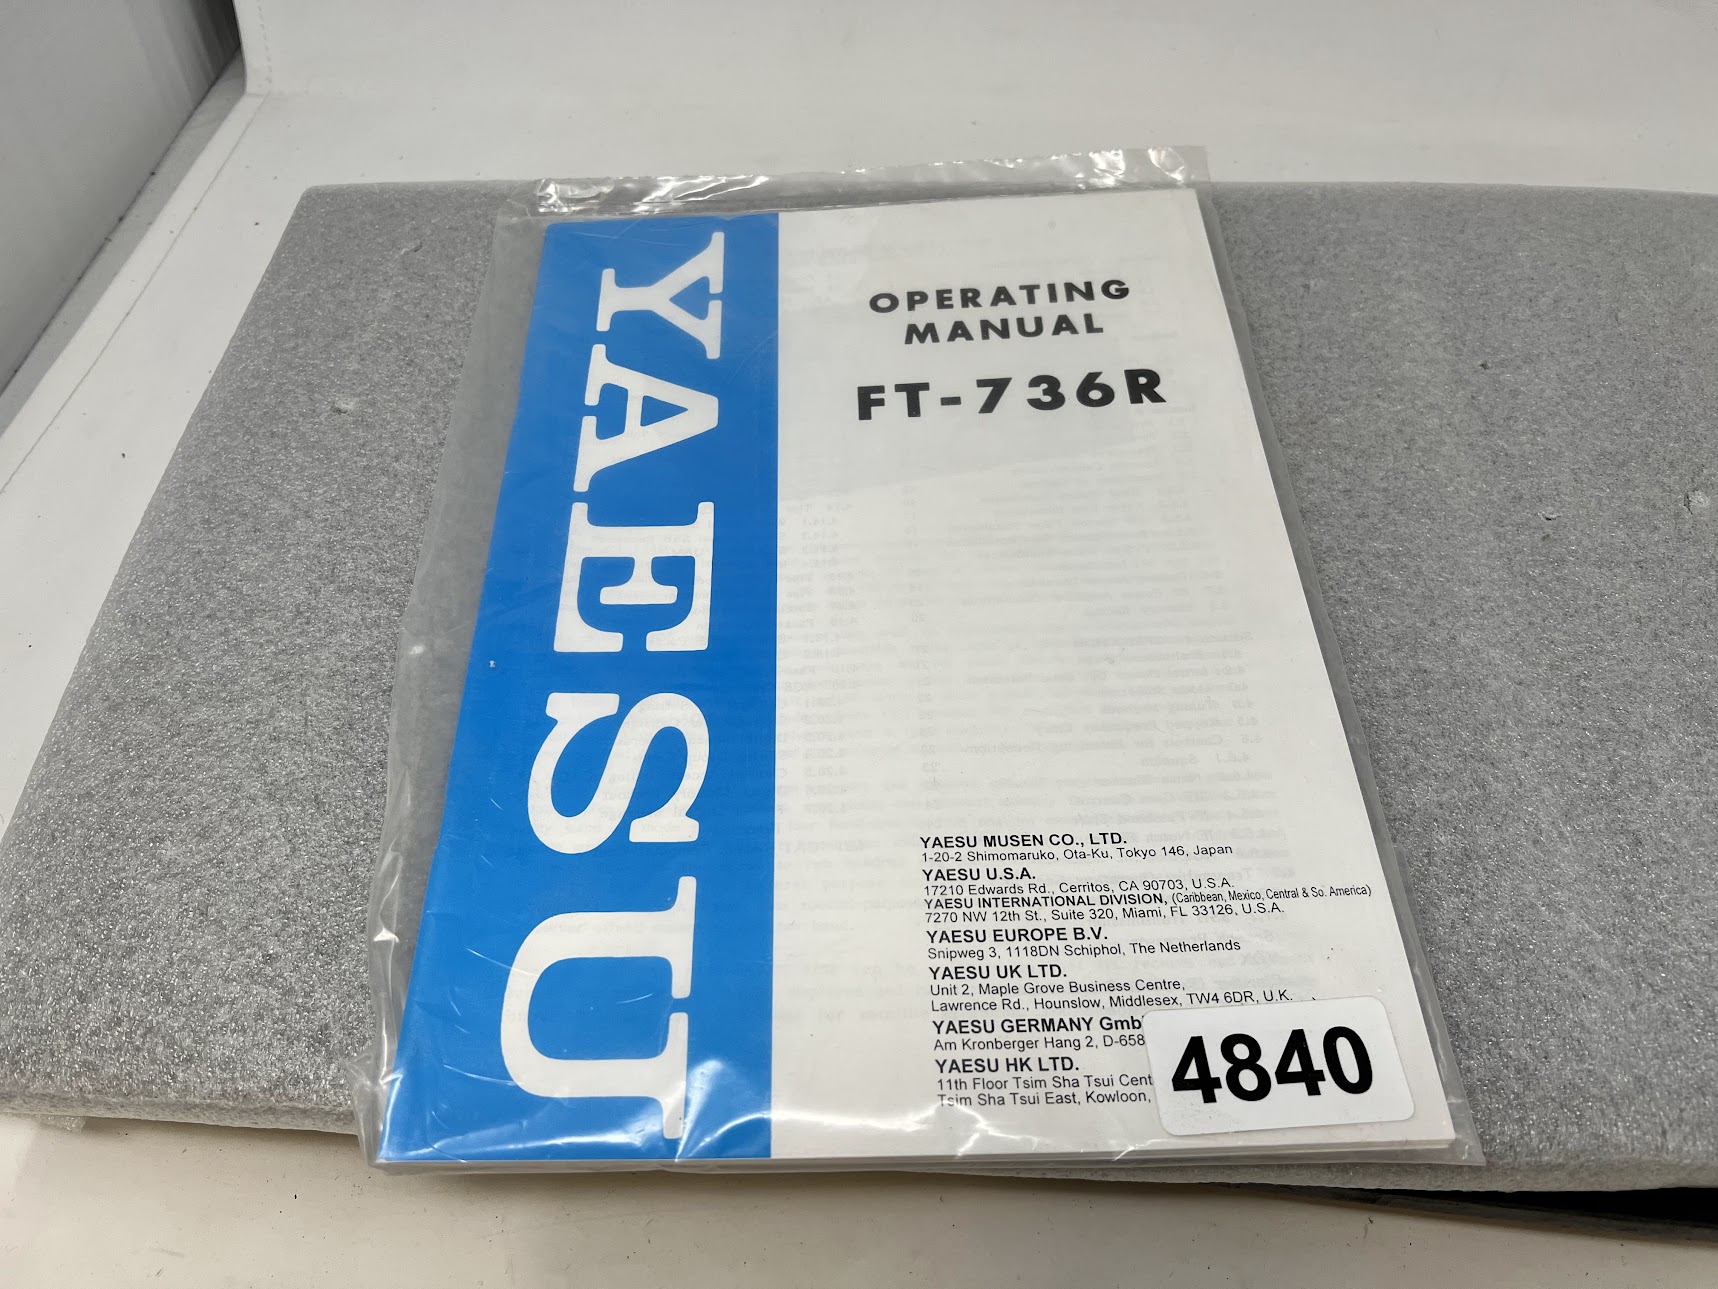 YAESU
OPERATING
MANUAL
FT-736R
YAESU MUSEN CO., LTD.
1-20-2 Shimomaruko, Ota-Ku, Tokyo 146, Japan
YAESU U.S.A.
17210 Edwards Rd., Cerritos, CA 90703, U.S.A.
YAESU INTERNATIONAL DIVISION, (Caribbean, Mexico, Central & So. America)
7270 NW 12th St., Suite 320, Miami, FL 33126, U.S.A.
YAESU EUROPE B.V.
Snipweg 3, 1118DN Schiphol, The Netherlands
YAESU UK LTD.
Unit 2, Maple Grove Business Centre,
Lawrence Rd., Hounslow, Middlesex, TW4 6DR, U.K.
YAESU GERMANY Gmb
Am Kronberger Hang 2, D-658
YAESU HK LTD.
11th Floor Tsim Sha Tsui Cent
Tsim Sha Tsui East, Kowloon,
4840